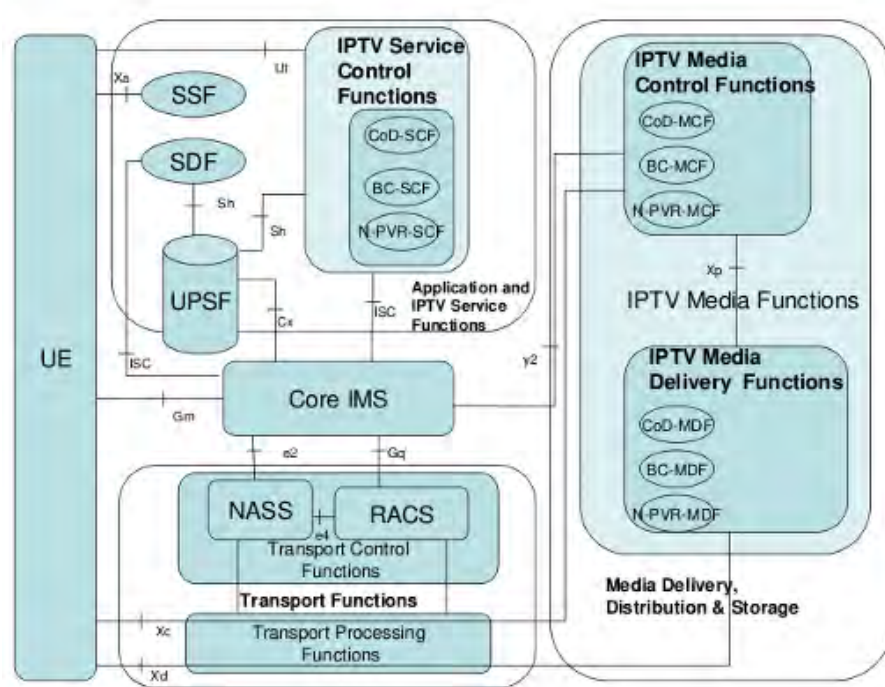 UE
Xa
Ut
SSF
SDF
Sh
Sh
UPSF
Cx
ISC
ISC
IPTV Service
Control
Functions
CoD-SCF
BC-SCF
N-PVR-SCF
Application and
IPTV Service
Functions
Core IMS
Gm
e2
Gq
y2
NASS
e4
RACS
Transport Control
Functions
Transport Functions
Transport Processing
Functions
Xc
Xd
IPTV Media
Control Functions
CoD-MCF
BC-MCF
N-PVR-MCF
Xp
IPTV Media Functions
IPTV Media
Delivery Functions
CoD-MDF
BC-MDF
N-PVR-MDF
Media Delivery,
Distribution & Storage